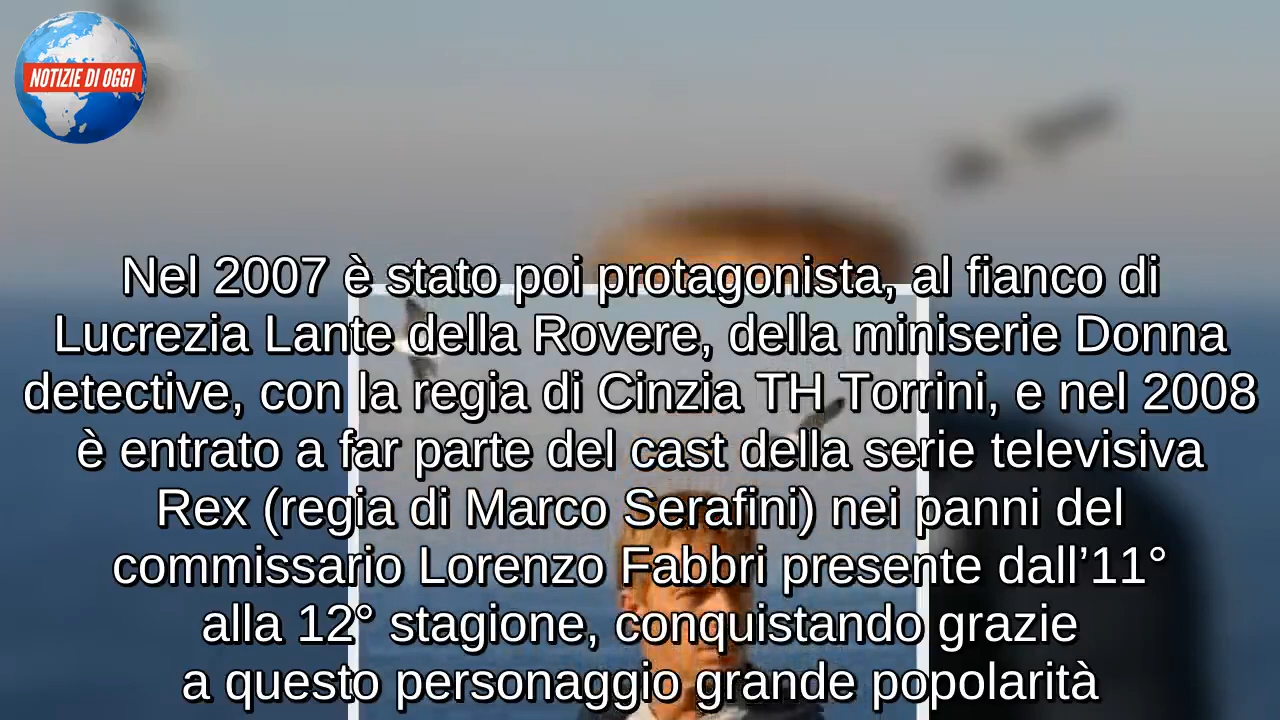 NOTIZIE DI OGGI
Nel 2007 è stato poi protagonista, al fianco di
Lucrezia Lante della Rovere, della miniserie Donna
detective, con la regia di Cinzia TH Torrini, e nel 2008
è entrato a far parte del cast della serie televisiva
Rex (regia di Marco Serafini) nei panni del
commissario Lorenzo Fabbri presente dall’11°
alla 12° stagione, conquistando grazie
a questo personaggio grande popolarità